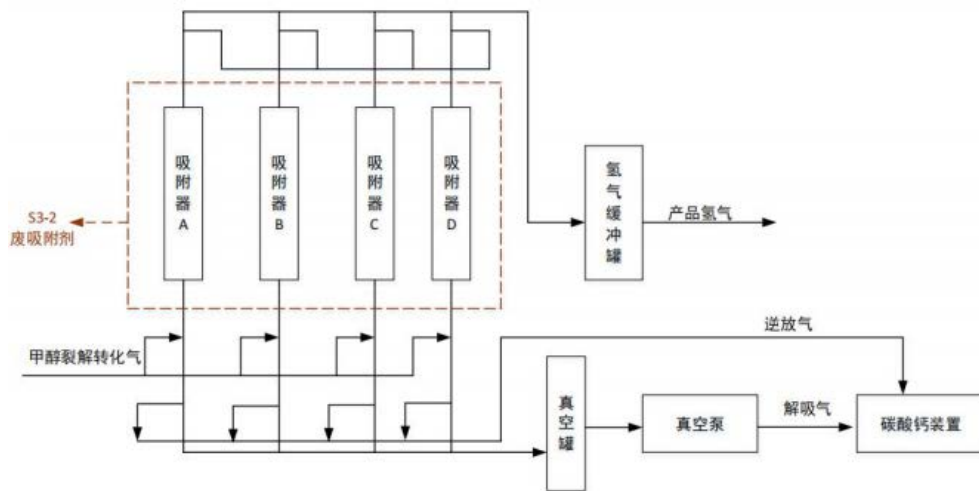 吸附器A
吸附器B
吸附器C
吸附器D
S3-2
废吸附剂
氢气缓冲罐
产品氢气
甲醇裂解转化气
逆放气
真空罐
真空泵
解吸气
碳酸钙装置